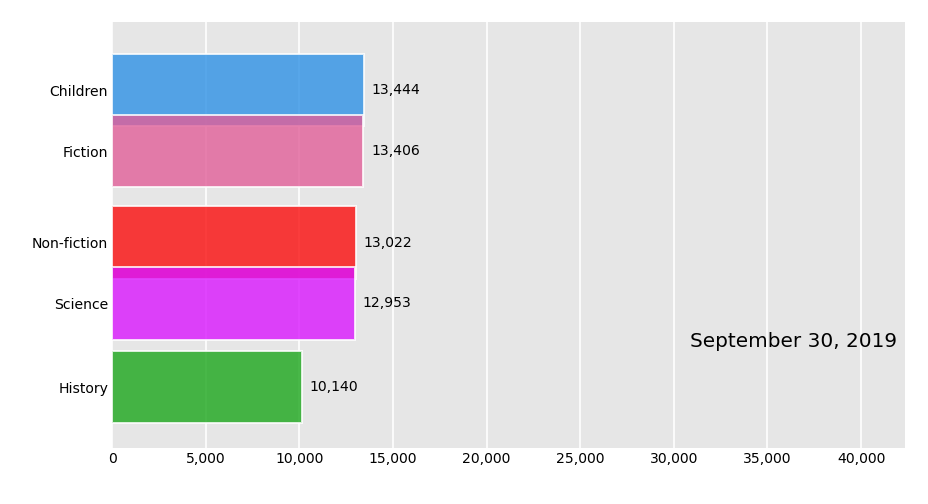 Children 13,444
Fiction 13,406
Non-fiction 13,022
Science 12,953
September 30, 2019
History 10,140
0 5,000 10,000 15,000 20,000 25,000 30,000 35,000 40,000